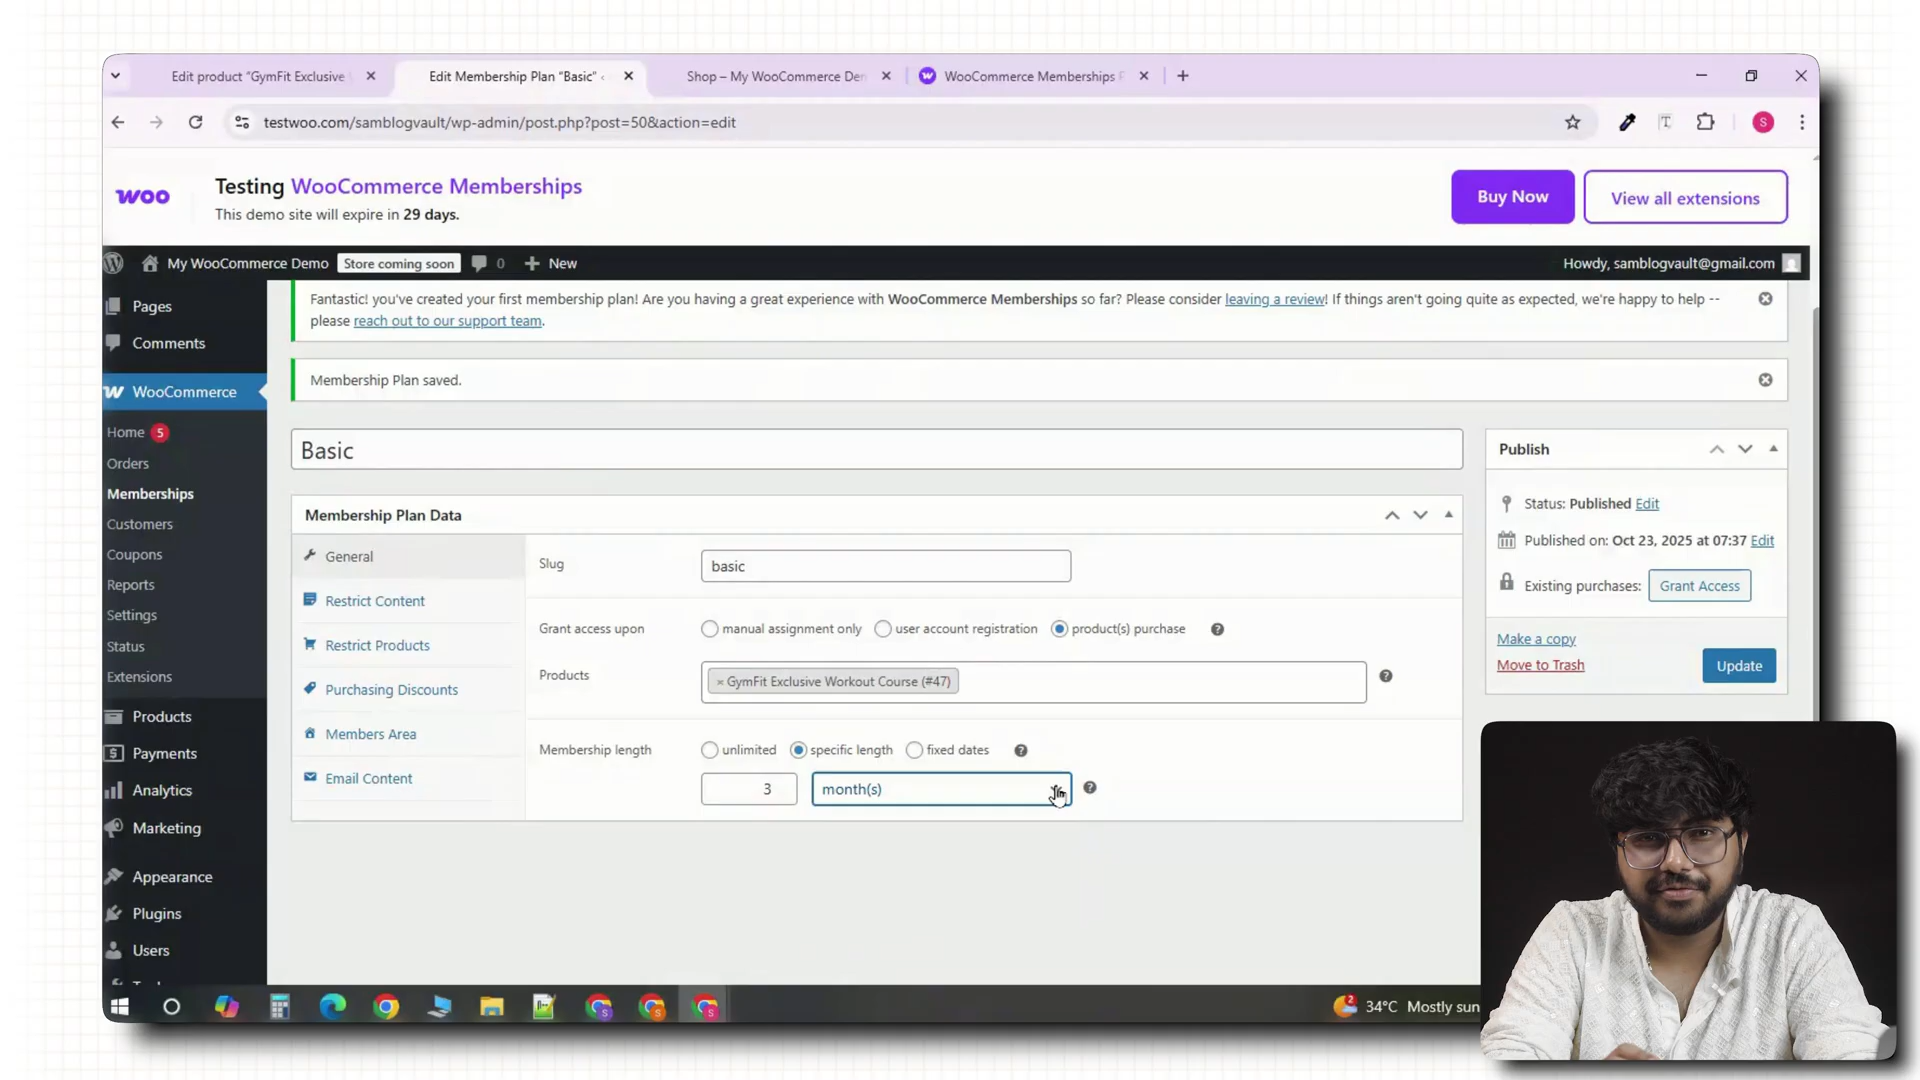 Edit product “GymFit Exclusive
Edit Membership Plan “Basic”
Shop – My WooCommerce Der
WooCommerce Memberships
testwoo.com/samblogvault/wp-admin/post.php?post=50&action=edit
S
woo
Testing WooCommerce Memberships
This demo site will expire in 29 days.
Buy Now
View all extensions
My WooCommerce Demo
Store coming soon
0
New
Howdy, samblogvault@gmail.com
Pages
Comments
WooCommerce
Home 5
Orders
Memberships
Customers
Coupons
Reports
Settings
Status
Extensions
Products
Payments
Analytics
Marketing
Appearance
Plugins
Users
Fantastic! you've created your first membership plan! Are you having a great experience with WooCommerce Memberships so far? Please consider leaving a review! If things aren't going quite as expected, we're happy to help --
please reach out to our support team.
Membership Plan saved.
Basic
Membership Plan Data
General
Restrict Content
Restrict Products
Purchasing Discounts
Members Area
Email Content
Slug
basic
Grant access upon
manual assignment only
user account registration
product(s) purchase
Products
× GymFit Exclusive Workout Course (#47)
Membership length
unlimited
specific length
fixed dates
3
month(s)
Publish
Status: Published Edit
Published on: Oct 23, 2025 at 07:37 Edit
Existing purchases: Grant Access
Make a copy
Move to Trash
Update
2
34°C Mostly sun